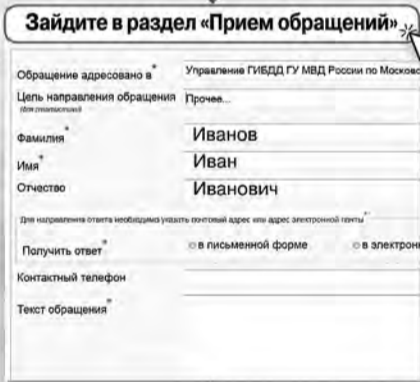 Зайдите в раздел «Прием обращений»
Обращение адресовано в* Управление ГИБДД ГУ МВД России по Московс
Цель направления обращения Прочее...
Фамилия* Иванов
Имя* Иван
Отчество Иванович
Для направления ответа необходимо указать почтовый адрес или адрес электронной почты*
Получить ответ* в письменной форме в электронн
Контактный телефон
Текст обращения*